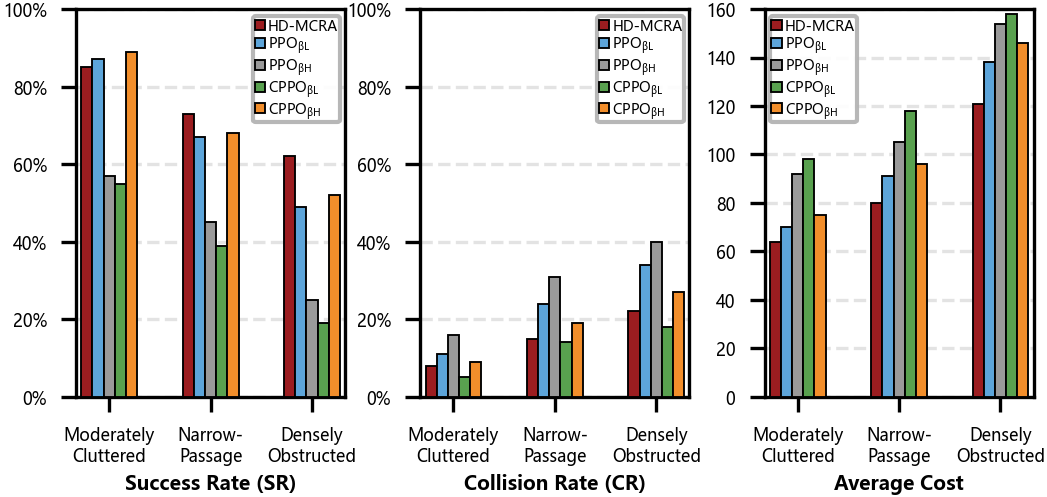 100%
80%
60%
40%
20%
0%
HD-MCRA
PPOβL
PPOβH
CPPOβL
CPPOβH
Moderately
Cluttered
Narrow-
Passage
Densely
Obstructed
Success Rate (SR)
100%
80%
60%
40%
20%
0%
HD-MCRA
PPOβL
PPOβH
CPPOβL
CPPOβH
Moderately
Cluttered
Narrow-
Passage
Densely
Obstructed
Collision Rate (CR)
160
140
120
100
80
60
40
20
0
HD-MCRA
PPOβL
PPOβH
CPPOβL
CPPOβH
Moderately
Cluttered
Narrow-
Passage
Densely
Obstructed
Average Cost